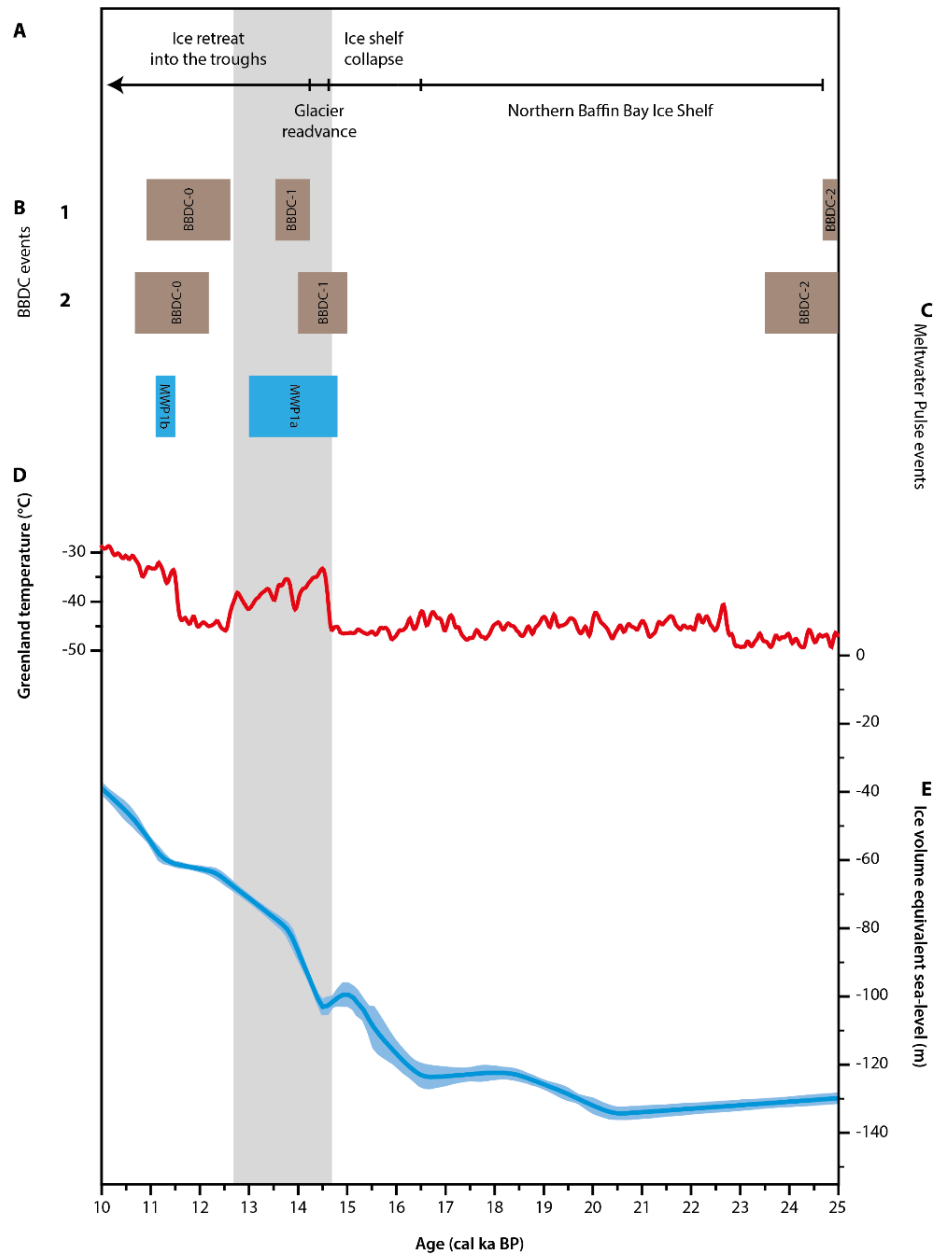 A
Ice retreat
into the troughs
Ice shelf
collapse
Glacier
readvance
Northern Baffin Bay Ice Shelf
B
BBDC events
1
BBDC-0
BBDC-1
BBDC-2
2
BBDC-0
BBDC-1
BBDC-2
C
Meltwater Pulse events
MWP1b
MWP1a
D
Greenland temperature (°C)
-30
-40
-50
0
-20
-40
-60
-80
-100
-120
-140
E
Ice volume equivalent sea-level (m)
10 11 12 13 14 15 16 17 18 19 20 21 22 23 24 25
Age (cal ka BP)